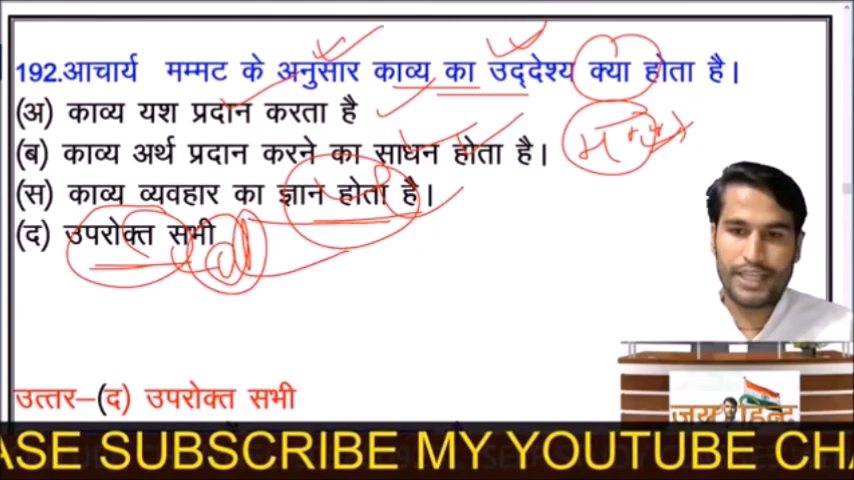 192.आचार्य मम्मट के अनुसार काव्य का उद्देश्य क्या होता है।
(अ) काव्य यश प्रदान करता है
(ब) काव्य अर्थ प्रदान करने का साधन होता है।
(स) काव्य व्यवहार का ज्ञान होता है।
(द) उपरोक्त सभी
उत्तर–(द) उपरोक्त सभी
जय हिन्द
ASE SUBSCRIBE MY YOUTUBE CHA